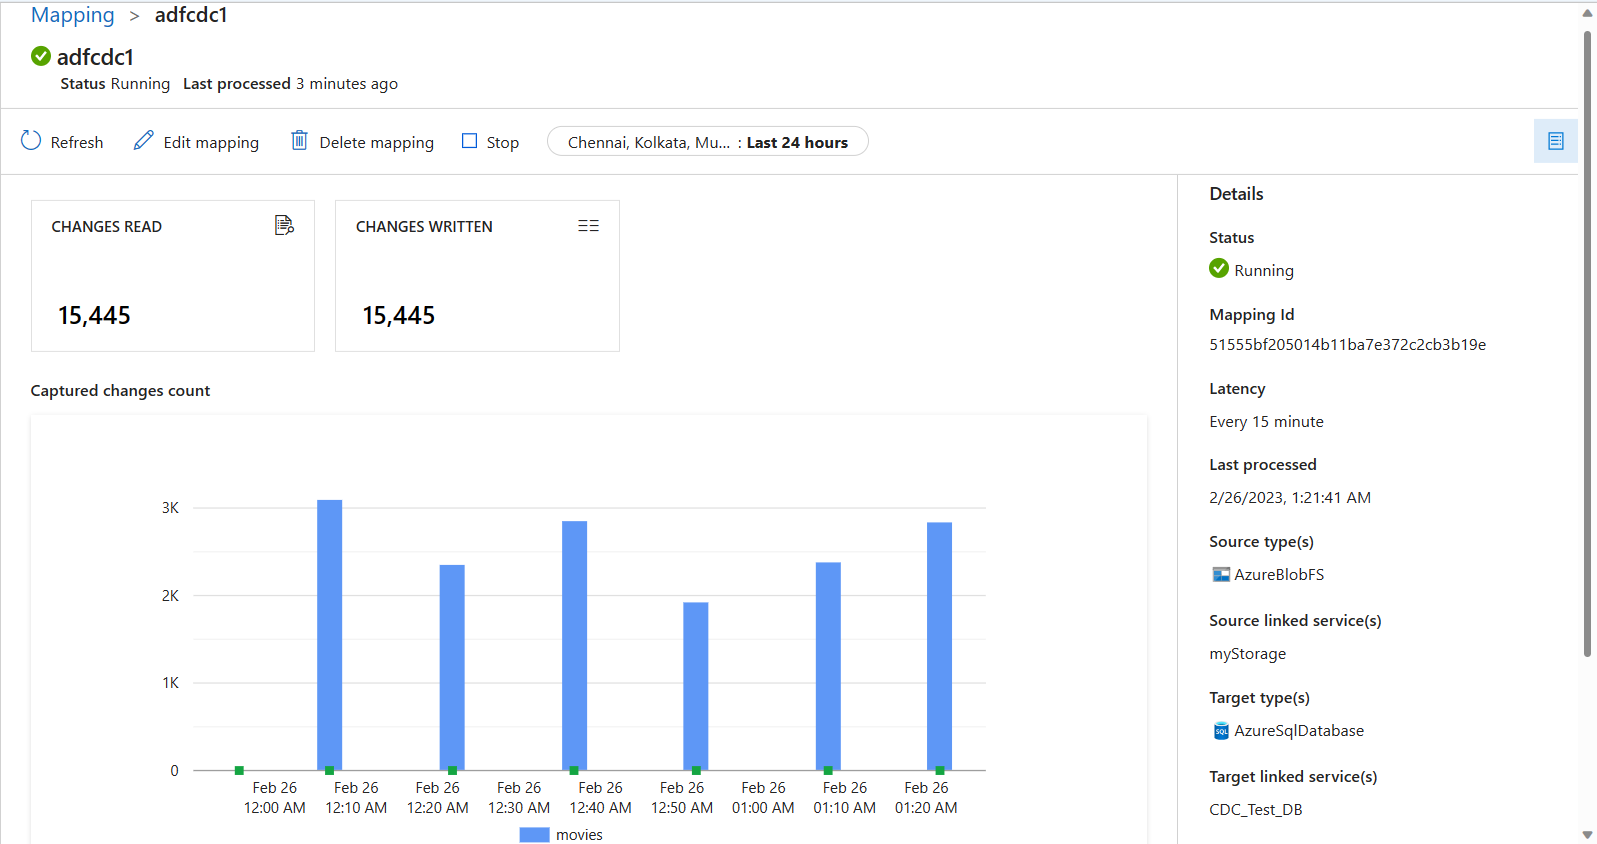 Mapping > adfcdc1
adfcdc1
Status Running Last processed 3 minutes ago
Refresh Edit mapping Delete mapping Stop Chennai, Kolkata, Mu... : Last 24 hours
CHANGES READ
15,445
CHANGES WRITTEN
15,445
Captured changes count
3K
2K
1K
0
Feb 26 12:00 AM
Feb 26 12:10 AM
Feb 26 12:20 AM
Feb 26 12:30 AM
Feb 26 12:40 AM
Feb 26 12:50 AM
Feb 26 01:00 AM
Feb 26 01:10 AM
Feb 26 01:20 AM
movies
Details
Status
Running
Mapping Id
51555bf205014b11ba7e372c2cb3b19e
Latency
Every 15 minute
Last processed
2/26/2023, 1:21:41 AM
Source type(s)
AzureBlobFS
Source linked service(s)
myStorage
Target type(s)
SQL AzureSqlDatabase
Target linked service(s)
CDC_Test_DB